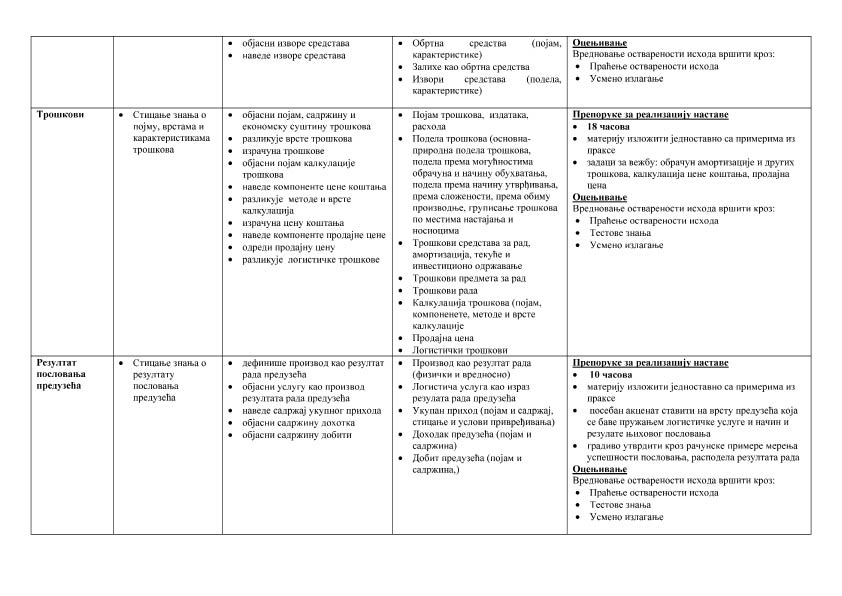 • објасни изворе средстава
• наведе изворе средстава
• Обртна средства (појам,
карактеристике)
• Залихе као обртна средства
• Извори средстава (подела,
карактеристике)
Оцењивање
Вредновање остварености исхода вршити кроз:
• Праћење остварености исхода
• Усмено излагање
Трошкови
• Стицање знања о
појму, врстама и
карактеристикама
трошкова
• објасни појам, садржину и
економску суштину трошкова
• разликује врсте трошкова
• израчуна трошкове
• објасни појам калкулације
трошкова
• наведе компоненте цене коштања
• разликује методе и врсте
калкулација
• израчуна цену коштања
• наведе компоненте продајне цене
• одреди продајну цену
• разликује логистичке трошкове
• Појам трошкова, издатака,
расхода
• Подела трошкова (основна-
природна подела трошкова,
подела према могућностима
обрачуна и начину обухватања,
подела према начину утврђивања,
према сложености, према обиму
производње, груписање трошкова
по местима настајања и
носиоцима
• Трошкови средстава за рад,
амортизација, текуће и
инвестиционо одржавање
• Трошкови предмета за рад
• Трошкови рада
• Калкулација трошкова (појам,
компоненете, методе и врсте
калкулације
• Продајна цена
• Логистички трошкови
Препоруке за реализацију наставе
• 18 часова
• материју изложити једноставно са примерима из
праксе
• задаци за вежбу: обрачун амортизације и других
трошкова, калкулација цене коштања, продајна
цена
Оцењивање
Вредновање остварености исхода вршити кроз:
• Праћење остварености исхода
• Тестове знања
• Усмено излагање
Резултат
пословања
предузећа
• Стицање знања о
резултату
пословања
предузећа
• дефинише производ као резултат
рада предузећа
• објасни услугу као производ
резултата рада предузећа
• наведе садржај укупног прихода
• објасни садржину дохотка
• објасни садржину добити
• Производ као резултат рада
(физички и вредносно)
• Логистича услуга као израз
резулата рада предузећа
• Укупан приход (појам и садржај,
стицање и услови привређивања)
• Доходак предузећа (појам и
садржина)
• Добит предузећа (појам и
садржина,)
Препоруке за реализацију наставе
• 10 часова
• материју изложити једноставно са примерима из
праксе
• посебан акценат ставити на врсту предузећа која
се баве пружањем логистичке услуге и начин и
резулате њиховог пословања
• градиво утврдити кроз рачунске примере мерења
успешности пословања, расподела резултата рада
Оцењивање
Вредновање остварености исхода вршити кроз:
• Праћење остварености исхода
• Тестове знања
• Усмено излагање